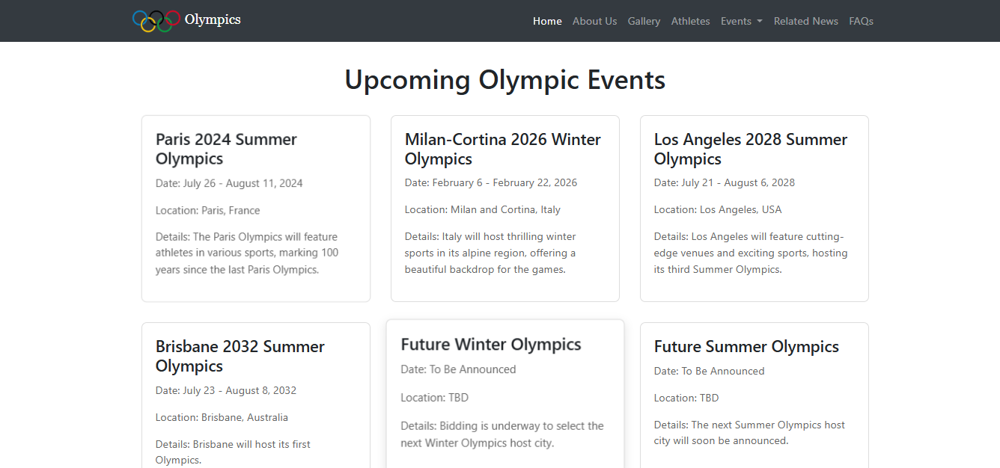 Olympics
Home About Us Gallery Athletes Events Related News FAQs
Upcoming Olympic Events
Paris 2024 Summer
Olympics
Date: July 26 - August 11, 2024
Location: Paris, France
Details: The Paris Olympics will feature
athletes in various sports, marking 100
years since the last Paris Olympics.
Milan-Cortina 2026 Winter
Olympics
Date: February 6 - February 22, 2026
Location: Milan and Cortina, Italy
Details: Italy will host thrilling winter
sports in its alpine region, offering a
beautiful backdrop for the games.
Los Angeles 2028 Summer
Olympics
Date: July 21 - August 6, 2028
Location: Los Angeles, USA
Details: Los Angeles will feature cutting-
edge venues and exciting sports, hosting
its third Summer Olympics.
Brisbane 2032 Summer
Olympics
Date: July 23 - August 8, 2032
Location: Brisbane, Australia
Details: Brisbane will host its first
Olympics.
Future Winter Olympics
Date: To Be Announced
Location: TBD
Details: Bidding is underway to select the
next Winter Olympics host city.
Future Summer Olympics
Date: To Be Announced
Location: TBD
Details: The next Summer Olympics host
city will soon be announced.